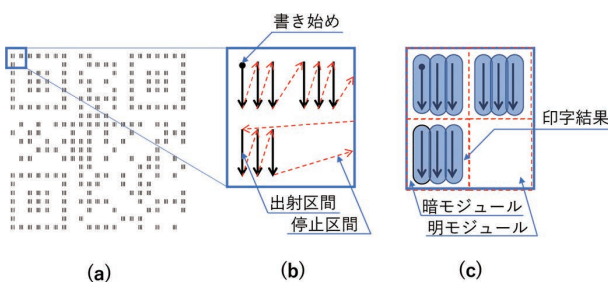 書き始め
印字結果
出射区間
停止区間
暗モジュール
明モジュール
(a)
(b)
(c)